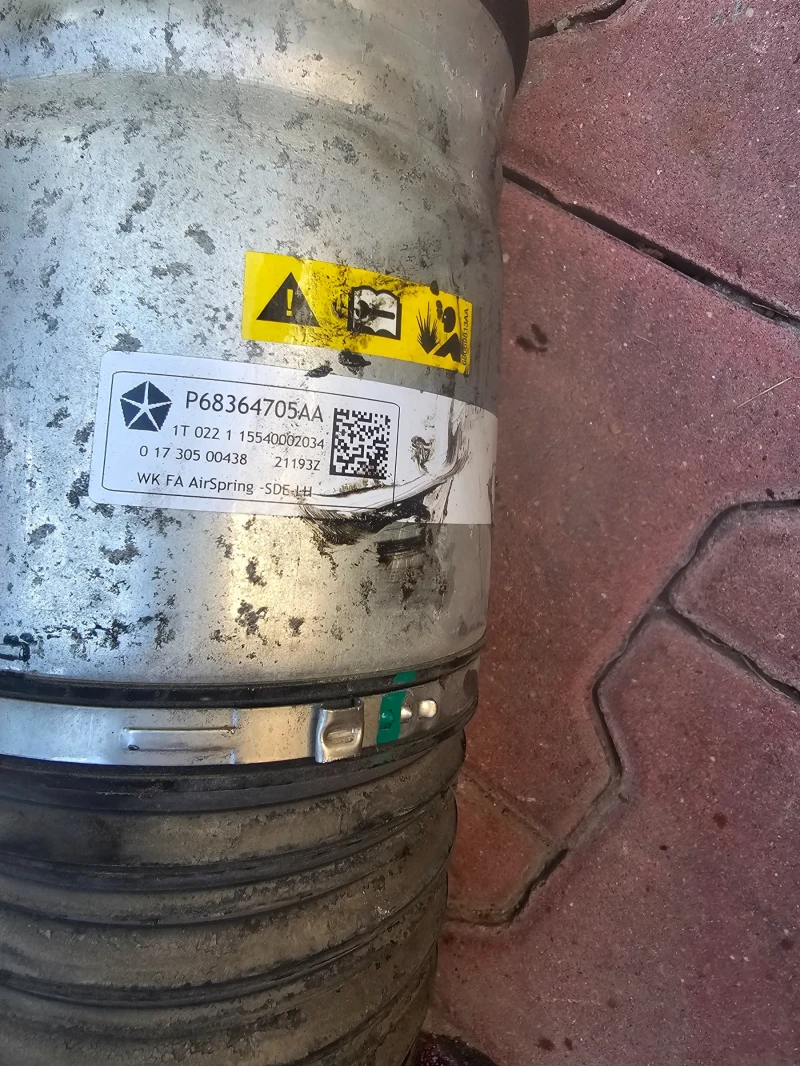 P68364705AA
1T 022 1 15540002034
0 17 305 00438 21193Z
WK FA AirSpring -SDE-LH